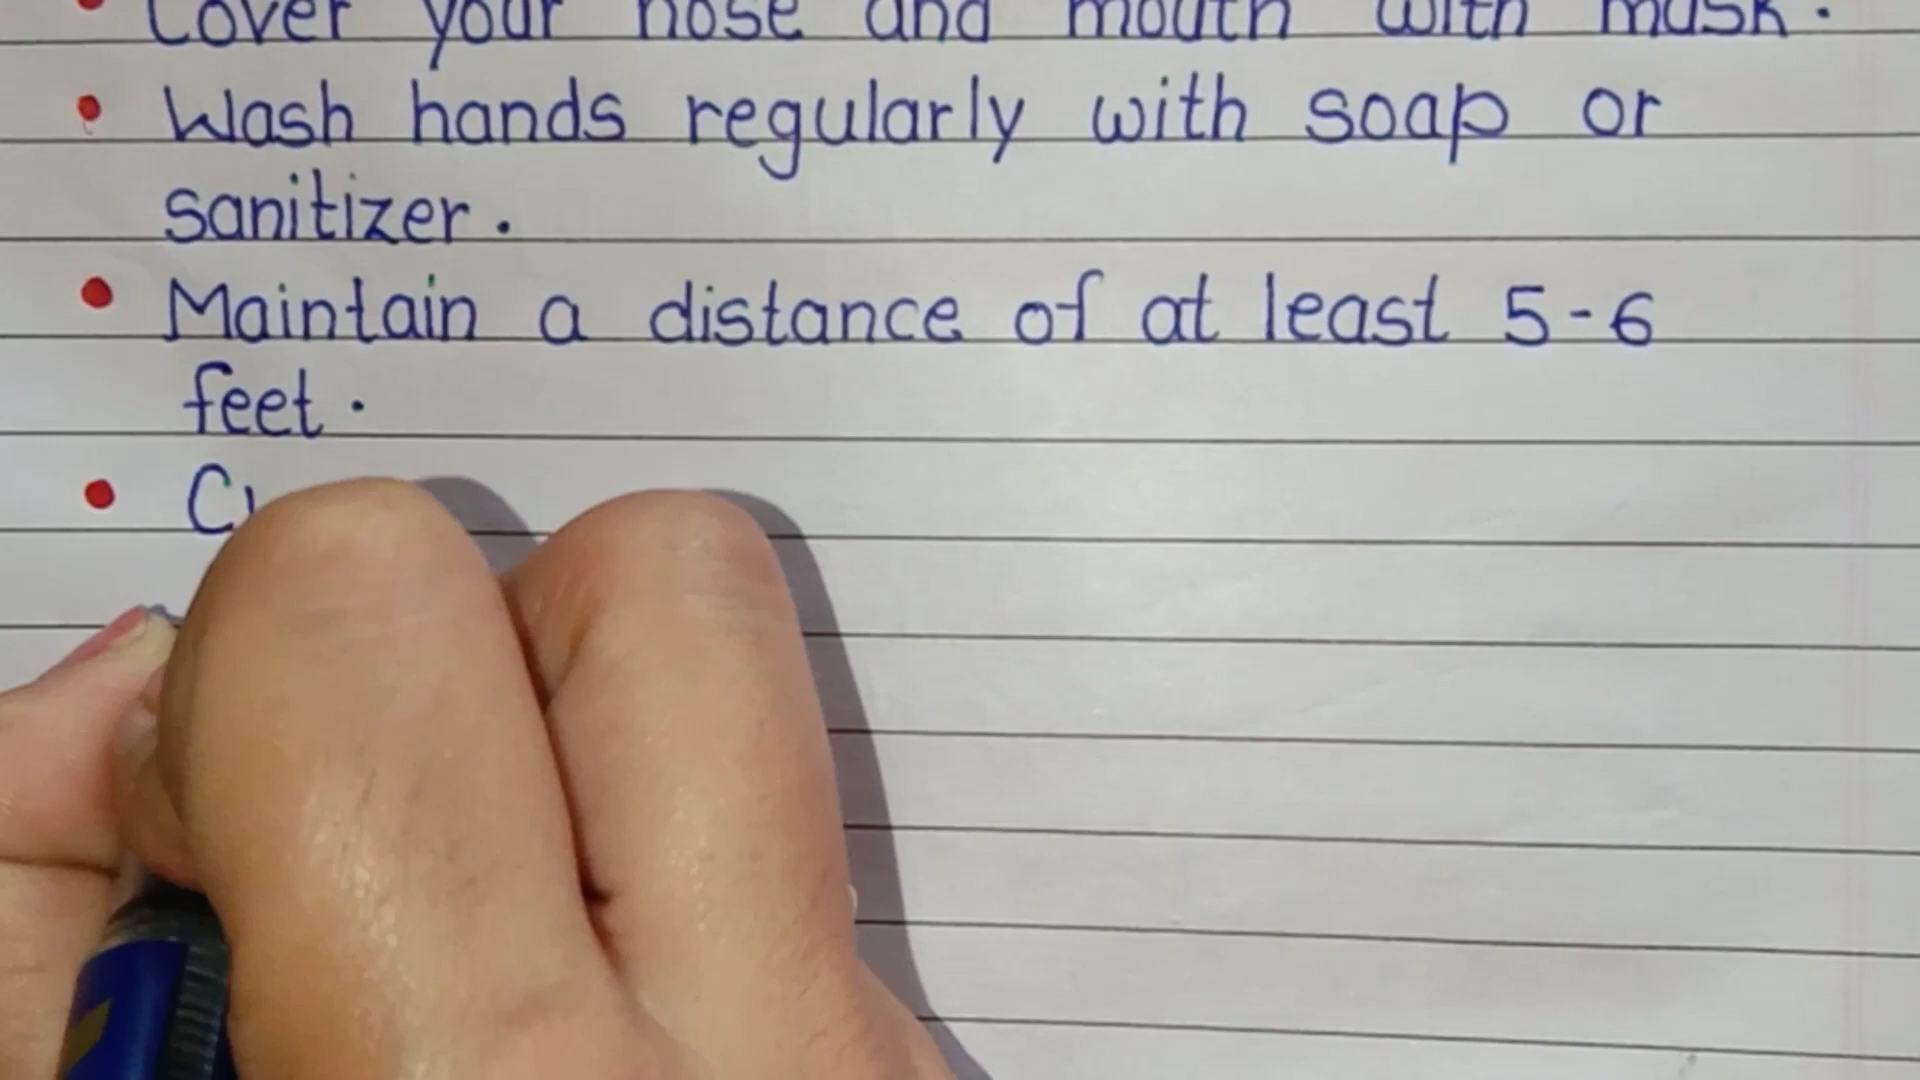 • Cover your nose and mouth with mask.
• Wash hands regularly with soap or
sanitizer.
• Maintain a distance of at least 5-6
feet.
•